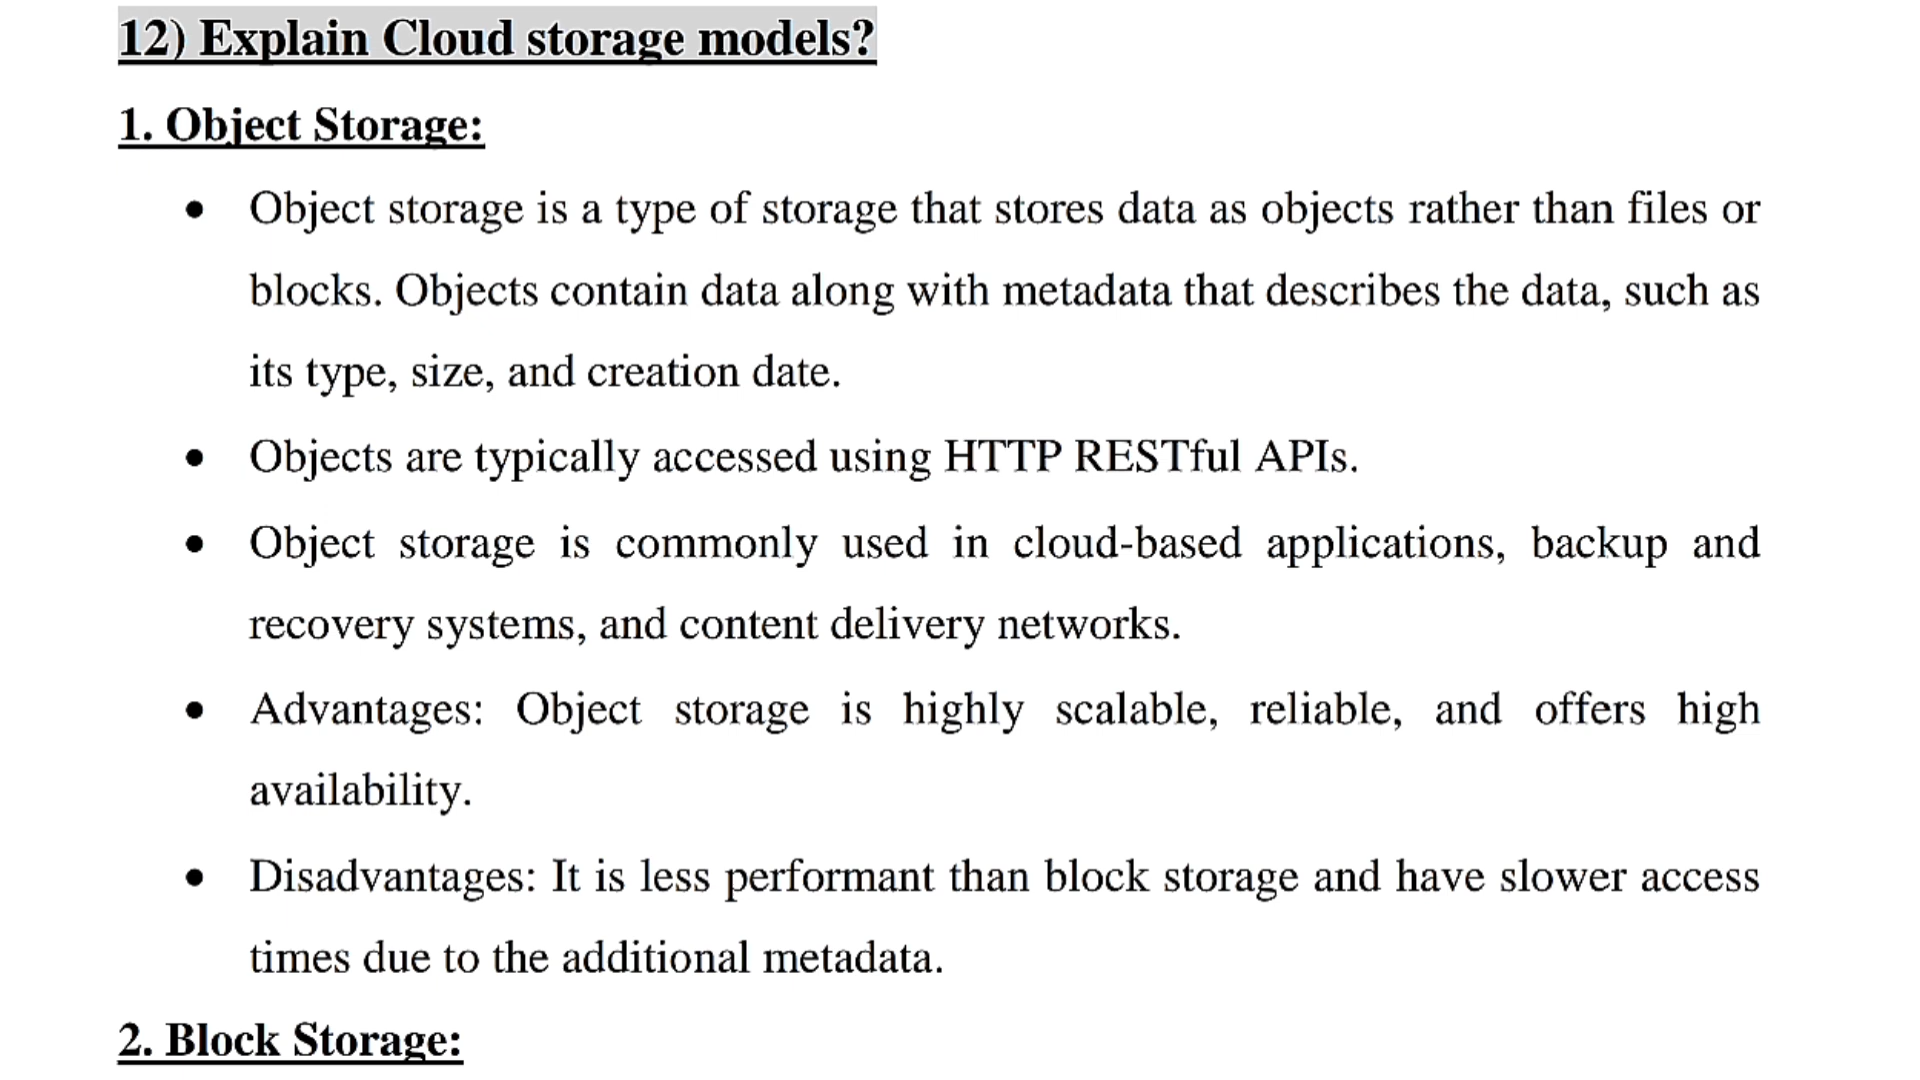 12) Explain Cloud storage models?
1. Object Storage:
• Object storage is a type of storage that stores data as objects rather than files or
blocks. Objects contain data along with metadata that describes the data, such as
its type, size, and creation date.
• Objects are typically accessed using HTTP RESTful APIs.
• Object storage is commonly used in cloud-based applications, backup and
recovery systems, and content delivery networks.
• Advantages: Object storage is highly scalable, reliable, and offers high
availability.
• Disadvantages: It is less performant than block storage and have slower access
times due to the additional metadata.
2. Block Storage: